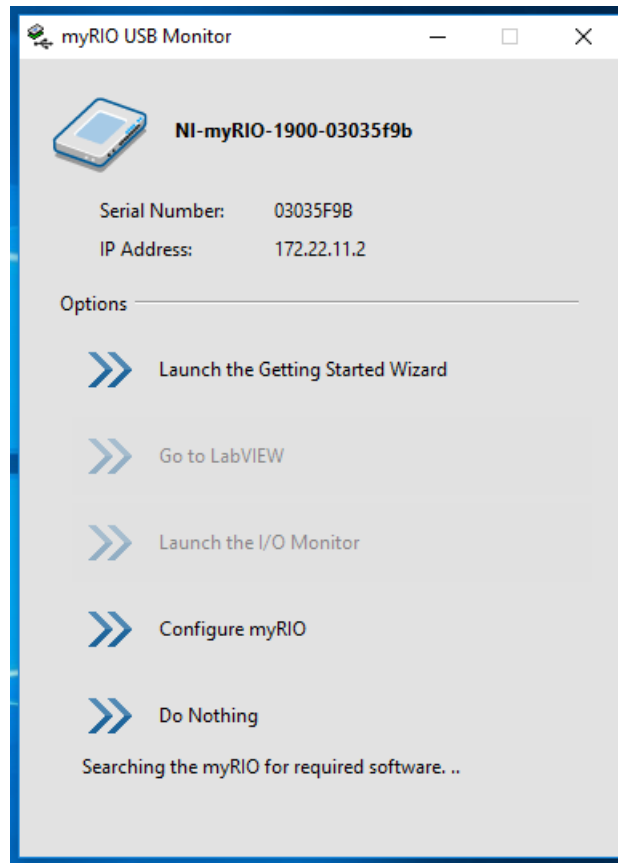 myRIO USB Monitor
NI-myRIO-1900-03035f9b
Serial Number: 03035F9B
IP Address: 172.22.11.2
Options
Launch the Getting Started Wizard
Go to LabVIEW
Launch the I/O Monitor
Configure myRIO
Do Nothing
Searching the myRIO for required software. ..